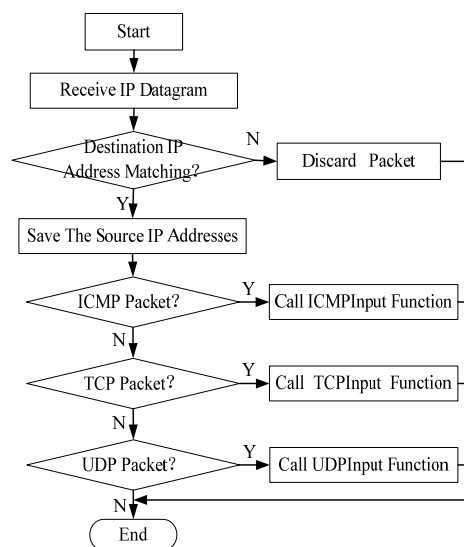 Start
Receive IP Datagram
Destination IP
Address Matching?
N
Discard Packet
Y
Save The Source IP Addresses
ICMP Packet?
Y
Call ICMPInput Function
N
TCP Packet?
Y
Call TCPInput Function
N
UDP Packet?
Y
Call UDPInput Function
N
End